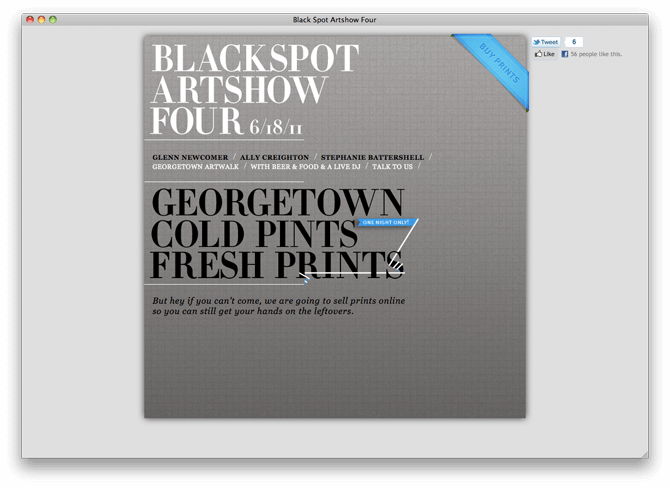 Black Spot Artshow Four
BLACKSPOT
ARTSHOW
FOUR 6/18/11
BUY PRINTS
Tweet 6
Like 56 people like this.
GLENN NEWCOMER / ALLY CREIGHTON / STEPHANIE BATTERSHELL /
GEORGETOWN ARTWALK / WITH BEER & FOOD & A LIVE DJ / TALK TO US /
GEORGETOWN
COLD PINTS
ONE NIGHT ONLY!
FRESH PRINTS
But hey if you can't come, we are going to sell prints online
so you can still get your hands on the leftovers.